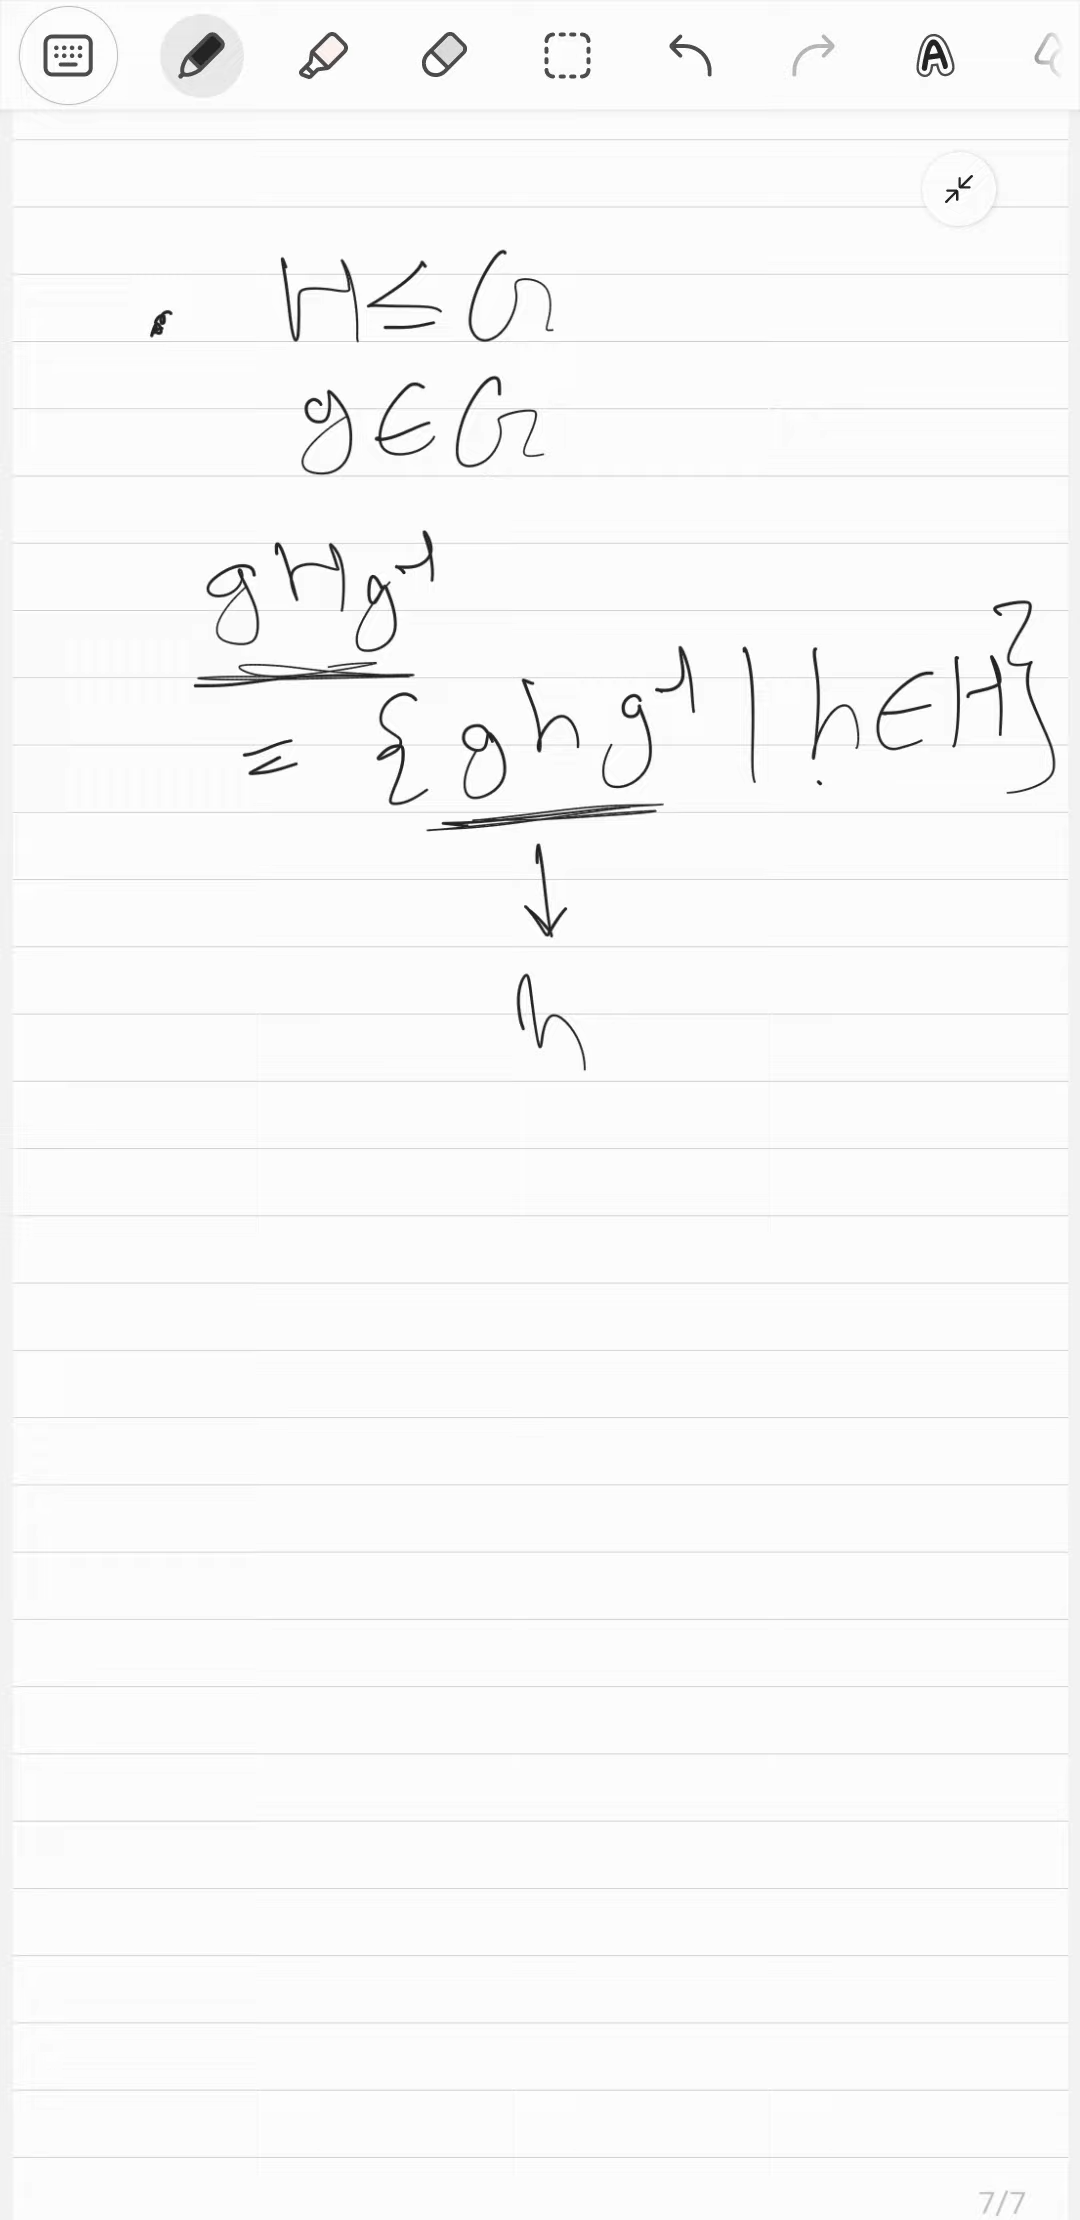 H ≤ G
g ∈ G
gHg⁻¹
= {ghg⁻¹ | h ∈ H}
↓
h
7/7